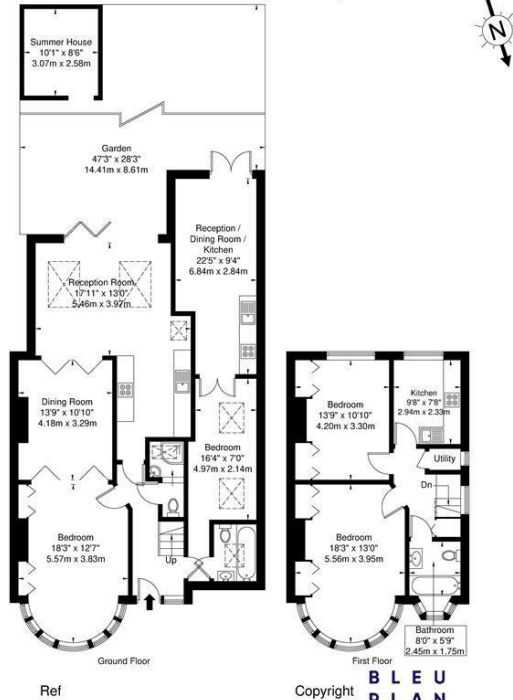 N
Summer House
10'1" x 8'6"
3.07m x 2.58m
Garden
47'3" x 28'3"
14.41m x 8.61m
Reception /
Dining Room /
Kitchen
22'5" x 9'4"
6.84m x 2.84m
Reception Room
17'11" x 13'0"
5.46m x 3.97m
Dining Room
13'9" x 10'10"
4.18m x 3.29m
Bedroom
16'4" x 7'0"
4.97m x 2.14m
Bedroom
18'3" x 12'7"
5.57m x 3.83m
Up
Ground Floor
Bedroom
13'9" x 10'10"
4.20m x 3.30m
Kitchen
9'8" x 7'8"
2.94m x 2.33m
Utility
Dn
Bedroom
18'3" x 13'0"
5.56m x 3.95m
Bathroom
8'0" x 5'9"
2.45m x 1.75m
First Floor
Ref
Copyright
BLEU
PLAN